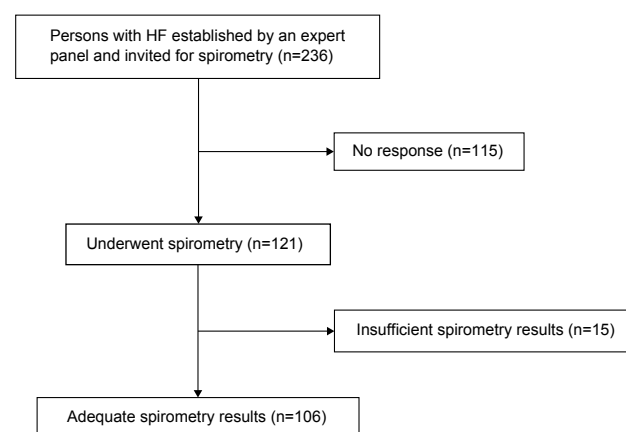 Persons with HF established by an expert
panel and invited for spirometry (n=236)
No response (n=115)
Underwent spirometry (n=121)
Insufficient spirometry results (n=15)
Adequate spirometry results (n=106)